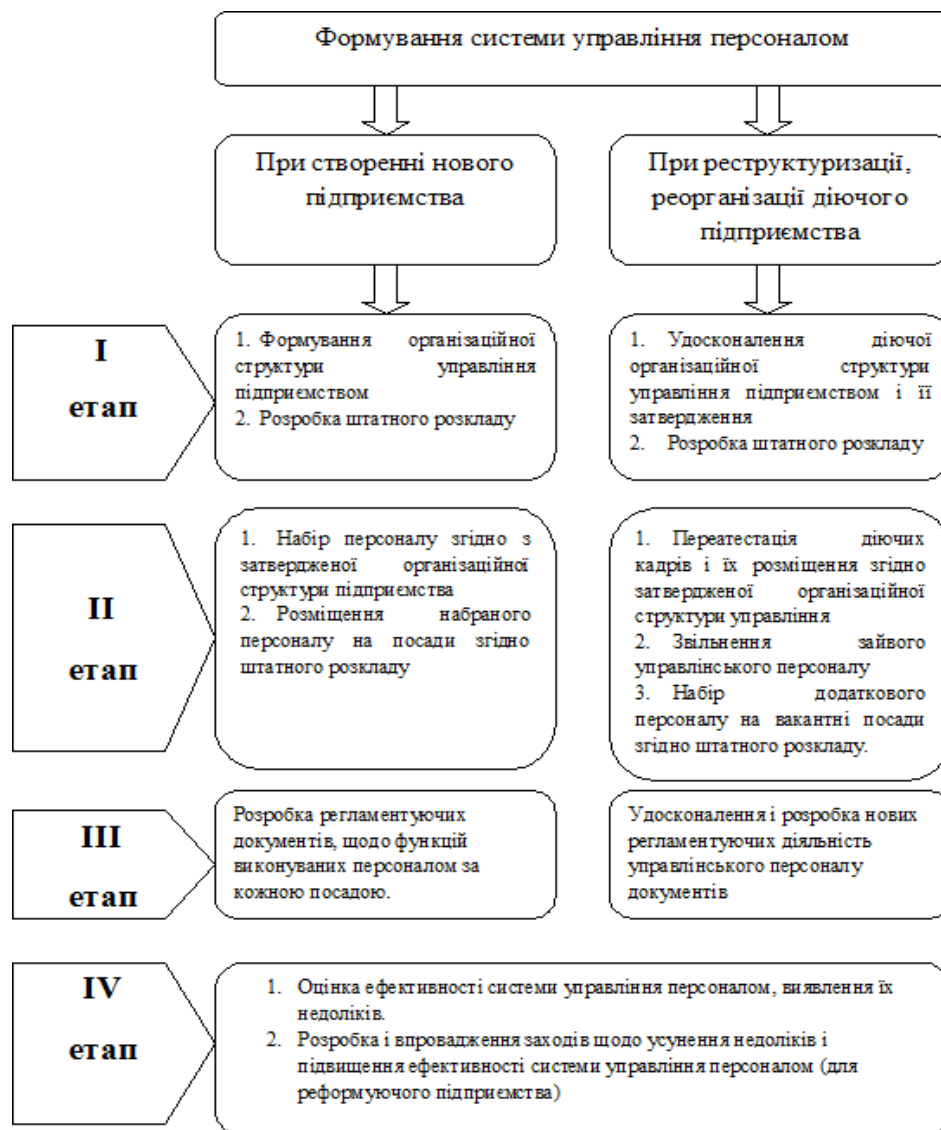 Формування системи управління персоналом
При створенні нового
підприємства
При реструктуризації,
реорганізації діючого
підприємства
I
етап
1. Формування організаційної
структури управління
підприємством
2. Розробка штатного розкладу
1. Удосконалення діючої
організаційної структури
управління підприємством і її
затвердження
2. Розробка штатного розкладу
II
етап
1. Набір персоналу згідно з
затвердженої організаційної
структури підприємства
2. Розміщення набраного
персоналу на посади згідно
штатного розкладу
1. Переатестація діючих
кадрів і їх розміщення згідно
затвердженої організаційної
структури управління
2. Звільнення зайвого
управлінського персоналу
3. Набір додаткового
персоналу на вакантні посади
згідно штатного розкладу.
III
етап
Розробка регламентуючих
документів, щодо функцій
виконуваних персоналом за
кожною посадою.
Удосконалення і розробка нових
регламентуючих діяльність
управлінського персоналу
документів
IV
етап
1. Оцінка ефективності системи управління персоналом, виявлення їх
недоліків.
2. Розробка і впровадження заходів щодо усунення недоліків і
підвищення ефективності системи управління персоналом (для
реформуючого підприємства)